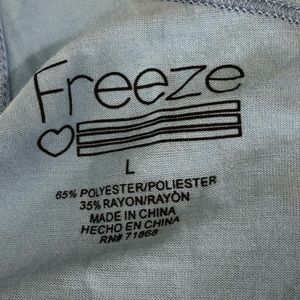 Freeze
L
65% POLYESTER/POLIESTER
35% RAYON/RAYÓN
MADE IN CHINA
HECHO EN CHINA
RN# 71868